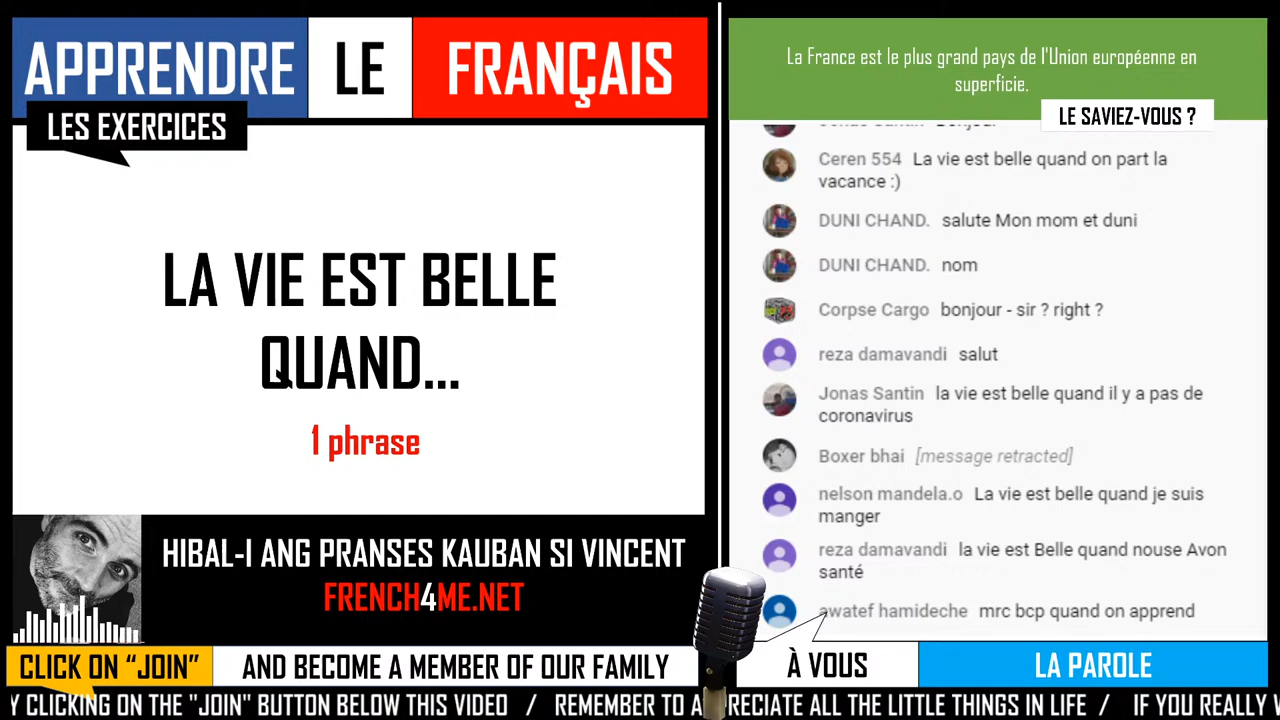 APPRENDRE LE FRANÇAIS
LES EXERCICES
LA VIE EST BELLE
QUAND...
1 phrase
HIBAL-I ANG PRANSES KAUBAN SI VINCENT
FRENCH4ME.NET
CLICK ON “JOIN” AND BECOME A MEMBER OF OUR FAMILY
La France est le plus grand pays de l'Union européenne en
superficie.
LE SAVIEZ-VOUS ?
Jonas Santin Bonjour
Ceren 554 La vie est belle quand on part la
vacance :)
DUNI CHAND. salute Mon mom et duni
DUNI CHAND. nom
Corpse Cargo bonjour - sir ? right ?
reza damavandi salut
Jonas Santin la vie est belle quand il y a pas de
coronavirus
Boxer bhai [message retracted]
nelson mandela.o La vie est belle quand je suis
manger
reza damavandi la vie est Belle quand nouse Avon
santé
awatef hamideche mrc bcp quand on apprend
À VOUS LA PAROLE
Y CLICKING ON THE "JOIN" BUTTON BELOW THIS VIDEO / REMEMBER TO A RECIATE ALL THE LITTLE THINGS IN LIFE / IF YOU REALLY